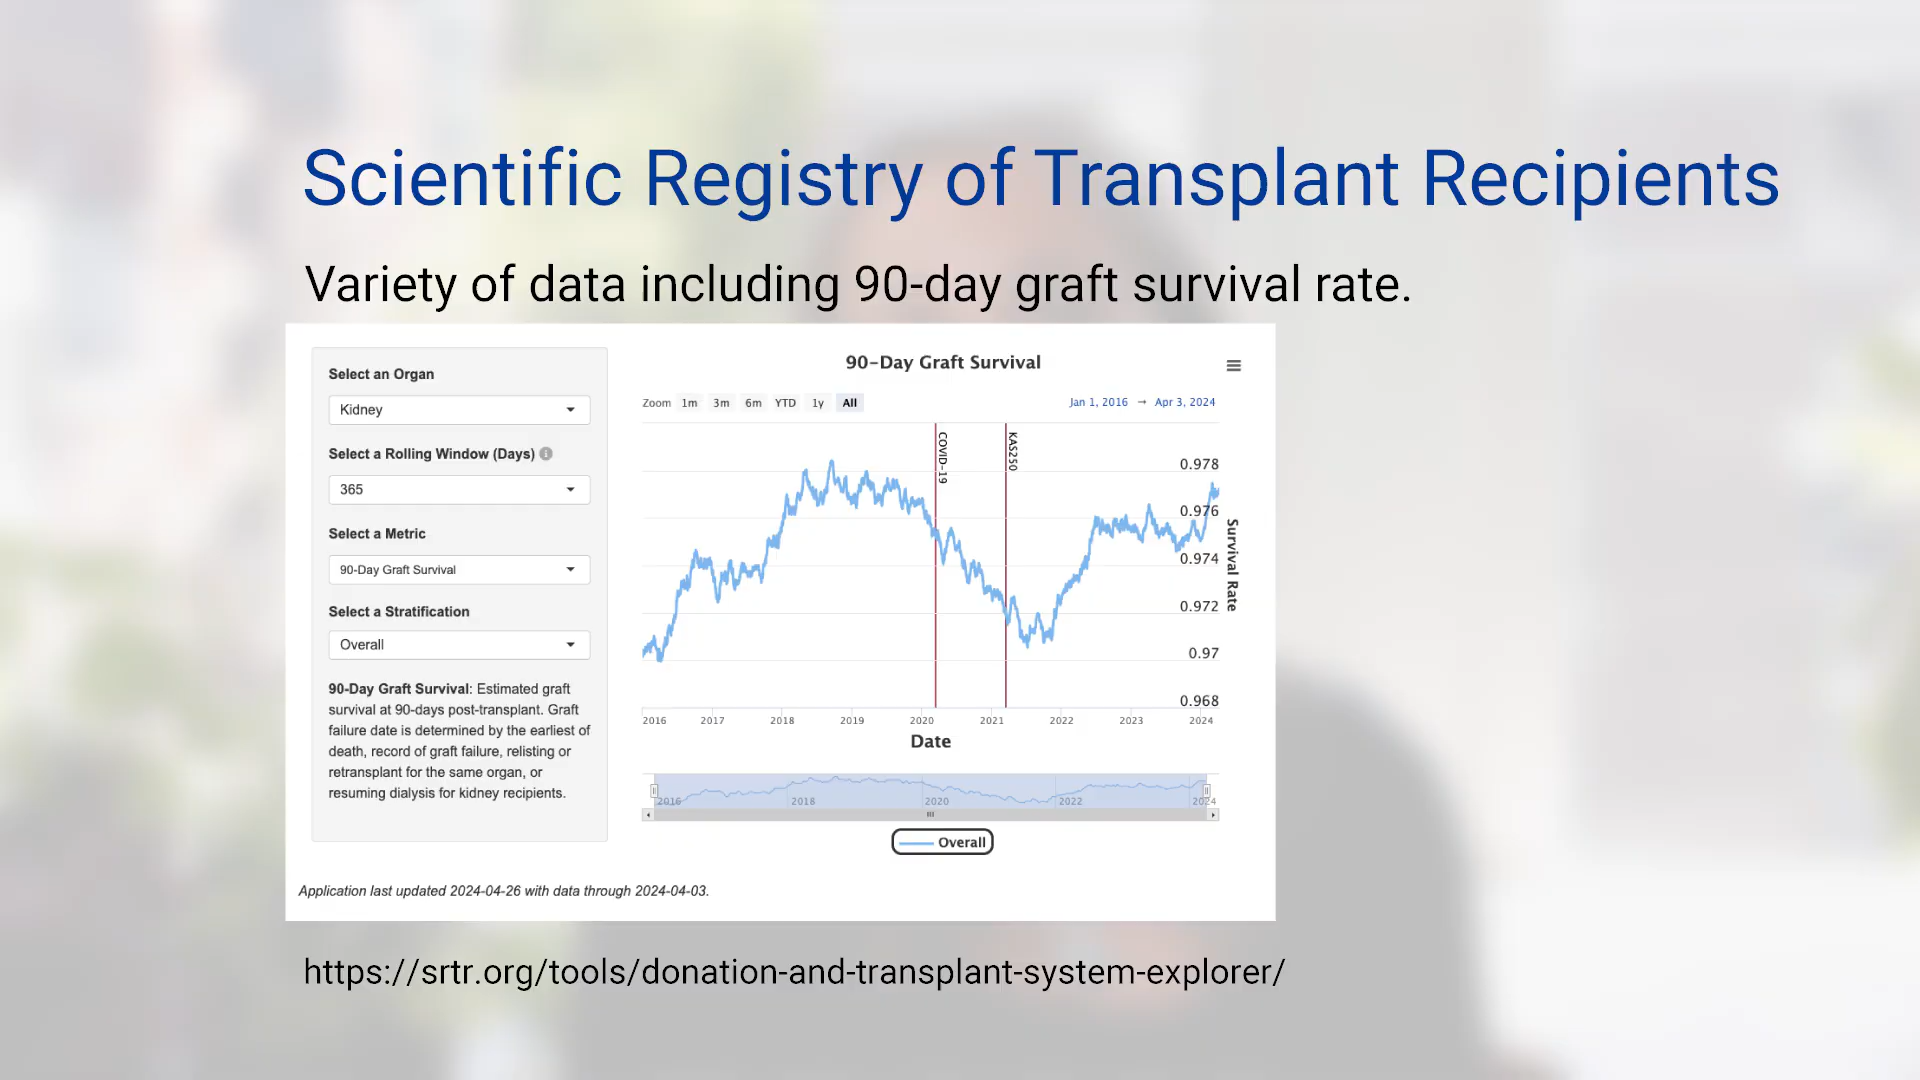 Scientific Registry of Transplant Recipients
Variety of data including 90-day graft survival rate.
Select an Organ
Kidney
Select a Rolling Window (Days) i
365
Select a Metric
90-Day Graft Survival
Select a Stratification
Overall
90-Day Graft Survival: Estimated graft
survival at 90-days post-transplant. Graft
failure date is determined by the earliest of
death, record of graft failure, relisting or
retransplant for the same organ, or
resuming dialysis for kidney recipients.
90-Day Graft Survival
Zoom 1m 3m 6m YTD 1y All
Jan 1, 2016 → Apr 3, 2024
COVID-19
KAS250
0.978
0.976
0.974
0.972
0.97
0.968
Survival Rate
2016 2017 2018 2019 2020 2021 2022 2023 2024
Date
2016 2018 2020 2022 2024
Overall
Application last updated 2024-04-26 with data through 2024-04-03.
https://srtr.org/tools/donation-and-transplant-system-explorer/